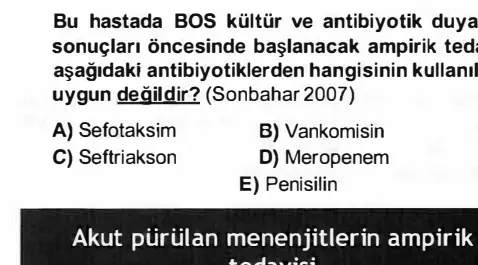 Bu hastada BOS kültür ve antibiyotik duya
sonuçları öncesinde başlanacak ampirik teda
aşağıdaki antibiyotiklerden hangisinin kullanıl
uygun değildir? (Sonbahar 2007)
A) Sefotaksim B) Vankomisin
C) Seftriakson D) Meropenem
E) Penisilin
Akut pürülan menenjitlerin ampirik
tedavisi